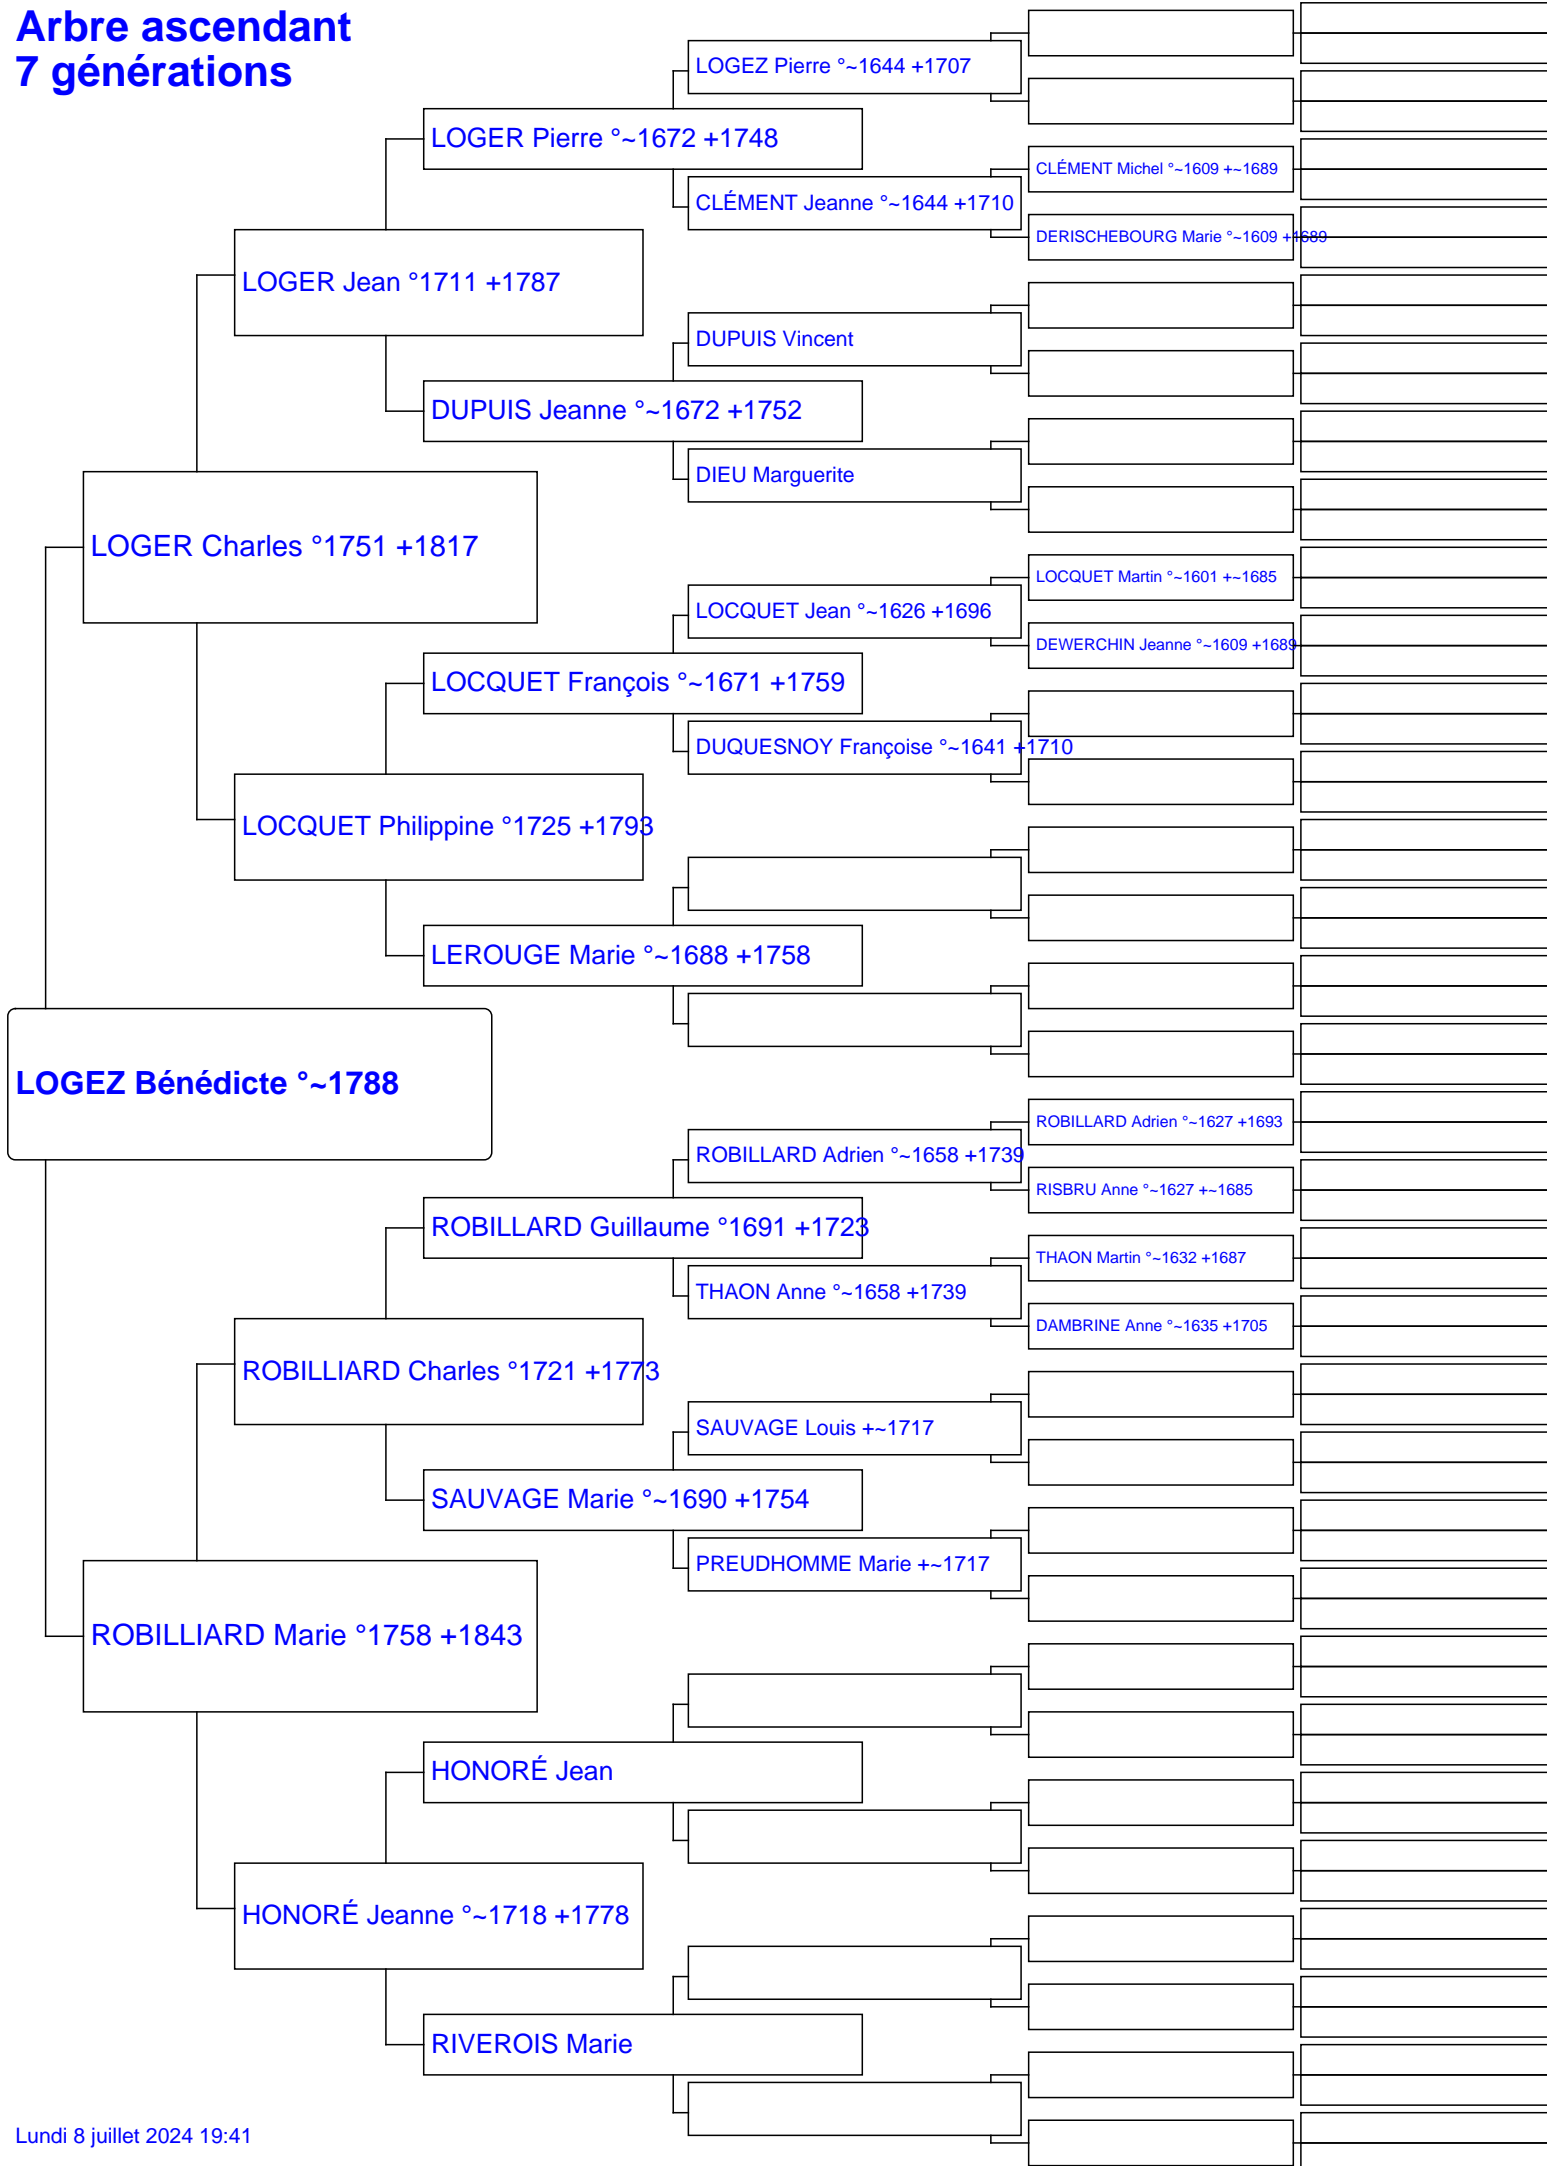 Arbre ascendant
7 générations
LOGEZ Pierre °~1644 +1707
LOGER Pierre °~1672 +1748
CLÉMENT Michel °~1609 +~1689
CLÉMENT Jeanne °~1644 +1710
DERISCHEBOURG Marie °~1609 +1689
LOGER Jean °1711 +1787
DUPUIS Vincent
DUPUIS Jeanne °~1672 +1752
DIEU Marguerite
LOGER Charles °1751 +1817
LOCQUET Martin °~1601 +~1685
LOCQUET Jean °~1626 +1696
DEWERCHIN Jeanne °~1609 +1689
LOCQUET François °~1671 +1759
DUQUESNOY Françoise °~1641 +1710
LOCQUET Philippine °1725 +1793
LEROUGE Marie °~1688 +1758
LOGEZ Bénédicte °~1788
ROBILLARD Adrien °~1627 +1693
ROBILLARD Adrien °~1658 +1739
RISBRU Anne °~1627 +~1685
ROBILLARD Guillaume °1691 +1723
THAON Martin °~1632 +1687
THAON Anne °~1658 +1739
DAMBRINE Anne °~1635 +1705
ROBILLIARD Charles °1721 +1773
SAUVAGE Louis +~1717
SAUVAGE Marie °~1690 +1754
PREUDHOMME Marie +~1717
ROBILLIARD Marie °1758 +1843
HONORÉ Jean
HONORÉ Jeanne °~1718 +1778
RIVEROIS Marie
Lundi 8 juillet 2024 19:41